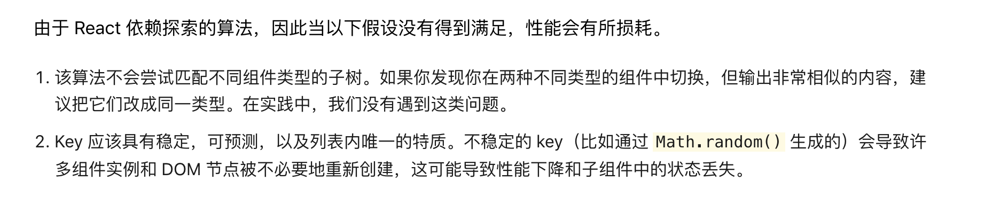 由于 React 依赖探索的算法，因此当以下假设没有得到满足，性能会有所损耗。
1. 该算法不会尝试匹配不同组件类型的子树。如果你发现你在两种不同类型的组件中切换，但输出非常相似的内容，建
议把它们改成同一类型。在实践中，我们没有遇到这类问题。
2. Key 应该具有稳定，可预测，以及列表内唯一的特质。不稳定的 key（比如通过 Math.random() 生成的）会导致许
多组件实例和 DOM 节点被不必要地重新创建，这可能导致性能下降和子组件中的状态丢失。